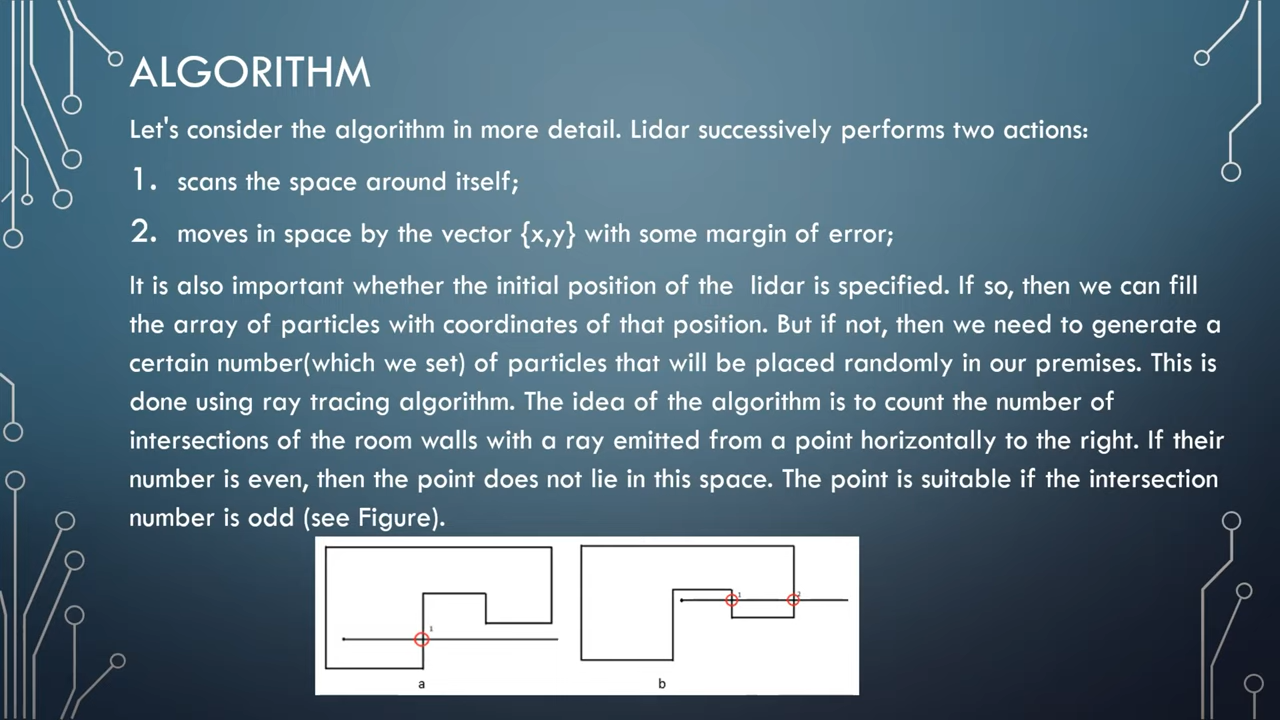 ALGORITHM
Let's consider the algorithm in more detail. Lidar successively performs two actions:
1. scans the space around itself;
2. moves in space by the vector {x,y} with some margin of error;
It is also important whether the initial position of the  lidar is specified. If so, then we can fill
the array of particles with coordinates of that position. But if not, then we need to generate a
certain number(which we set) of particles that will be placed randomly in our premises. This is
done using ray tracing algorithm. The idea of the algorithm is to count the number of
intersections of the room walls with a ray emitted from a point horizontally to the right. If their
number is even, then the point does not lie in this space. The point is suitable if the intersection
number is odd (see Figure).
1 2
1
a b